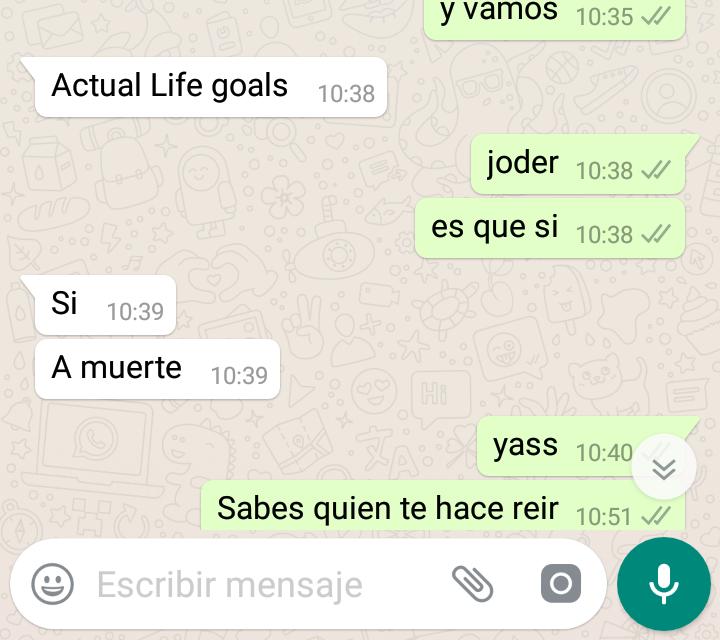 y vamos 10:35
Actual Life goals 10:38
joder 10:38
es que si 10:38
Si 10:39
A muerte 10:39
Hi
yass 10:40
Sabes quien te hace reir 10:51
Escribir mensaje